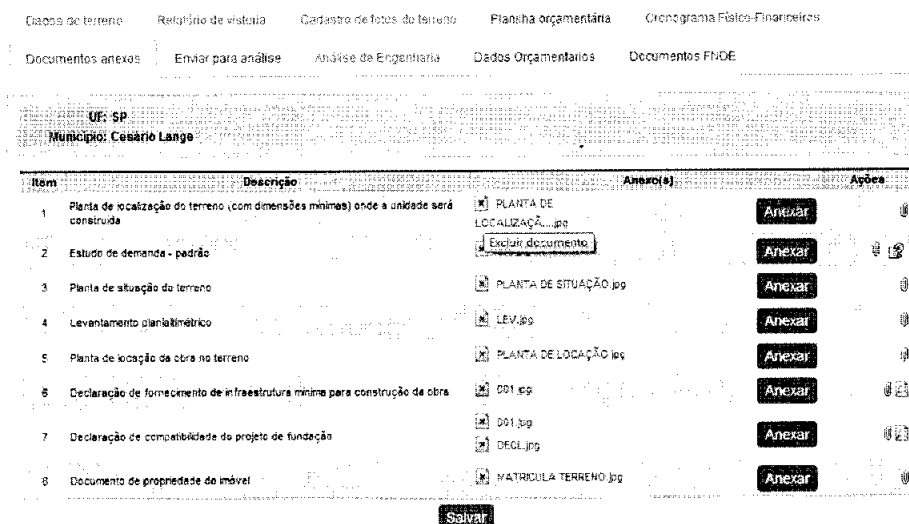 Dados do terreno Relatório de vistoria Cadastro de fotos do terreno Planilha orçamentária Cronograma Físico-Financeiros
Documentos anexos Enviar para análise Análise de Engenharia Dados Orçamentarios Documentos FNDE
UF: SP
Município: Cesário Lange
Item Descrição Anexo(s) Ações
1 Planta de localização do terreno (com dimensões mínimas) onde a unidade será construída PLANTA DE LOCALIZAÇÃ....jpg Anexar
Excluir documento
2 Estudo de demanda - padrão Anexar
3 Planta de situação do terreno PLANTA DE SITUAÇÃO.jpg Anexar
4 Levantamento planialtimétrico LEV.jpg Anexar
5 Planta de locação da obra no terreno PLANTA DE LOCAÇÃO.jpg Anexar
6 Declaração de fornecimento de infraestrutura mínima para construção da obra 001.jpg Anexar
7 Declaração de compatibilidade do projeto de fundação 001.jpg Anexar
DECL.jpg
8 Documento de propriedade do imóvel MATRICULA TERRENO.jpg Anexar
Salvar